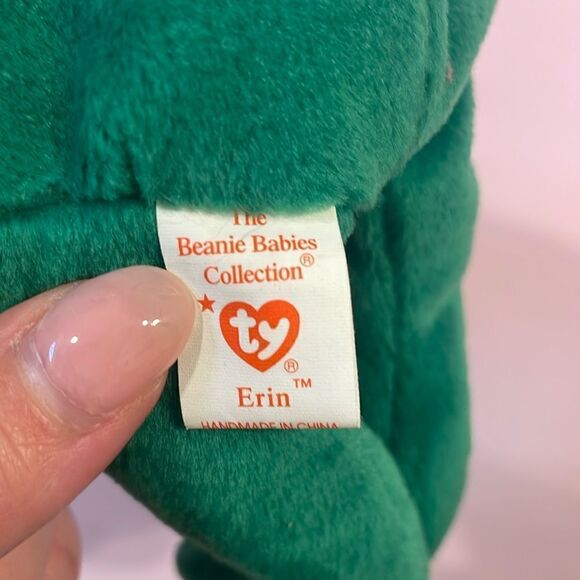 The
Beanie Babies
Collection®
ty ®
Erin™
HANDMADE IN CHINA